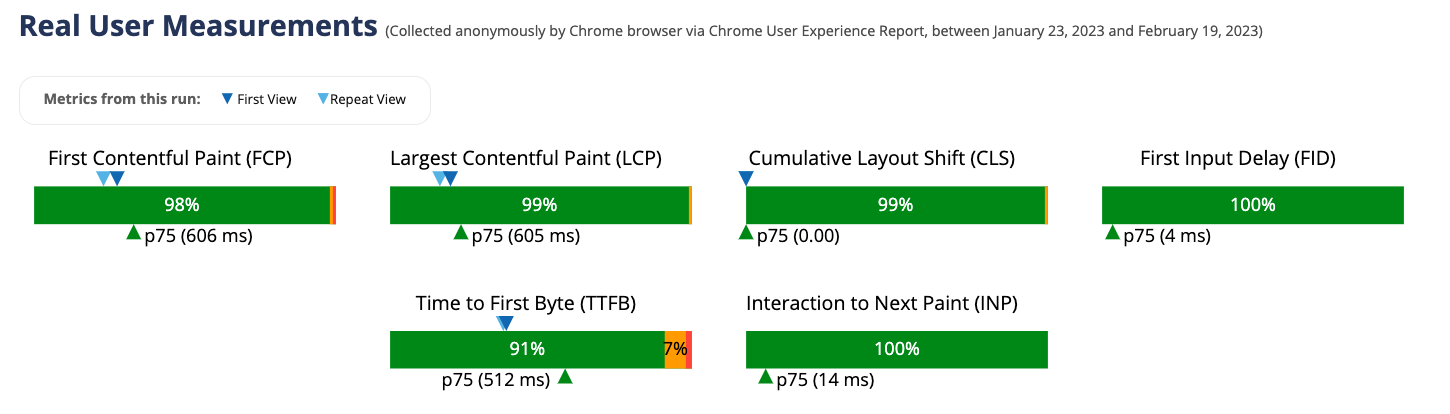 Real User Measurements (Collected anonymously by Chrome browser via Chrome User Experience Report, between January 23, 2023 and February 19, 2023)
Metrics from this run: First View Repeat View
First Contentful Paint (FCP)
98%
p75 (606 ms)
Largest Contentful Paint (LCP)
99%
p75 (605 ms)
Cumulative Layout Shift (CLS)
99%
p75 (0.00)
First Input Delay (FID)
100%
p75 (4 ms)
Time to First Byte (TTFB)
91% 7%
p75 (512 ms)
Interaction to Next Paint (INP)
100%
p75 (14 ms)